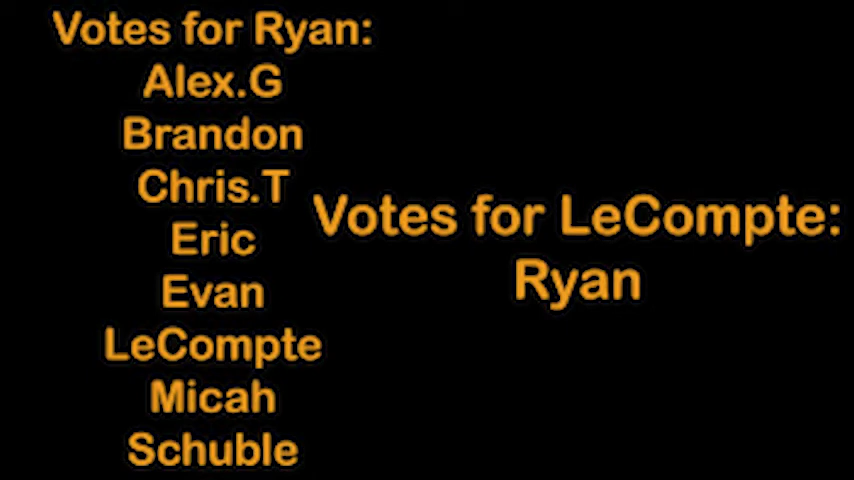 Votes for Ryan:
Alex.G
Brandon
Chris.T
Eric
Evan
LeCompte
Micah
Schuble
Votes for LeCompte:
Ryan